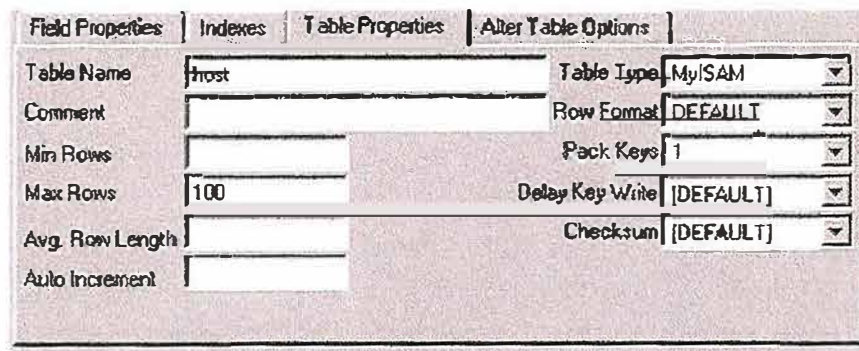 Field Properties Indexes Table Properties Alter Table Options
Table Name host Table Type MyISAM
Comment Row Format DEFAULT
Min Rows Pack Keys 1
Max Rows 100 Delay Key Write [DEFAULT]
Avg. Row Length Checksum [DEFAULT]
Auto Increment